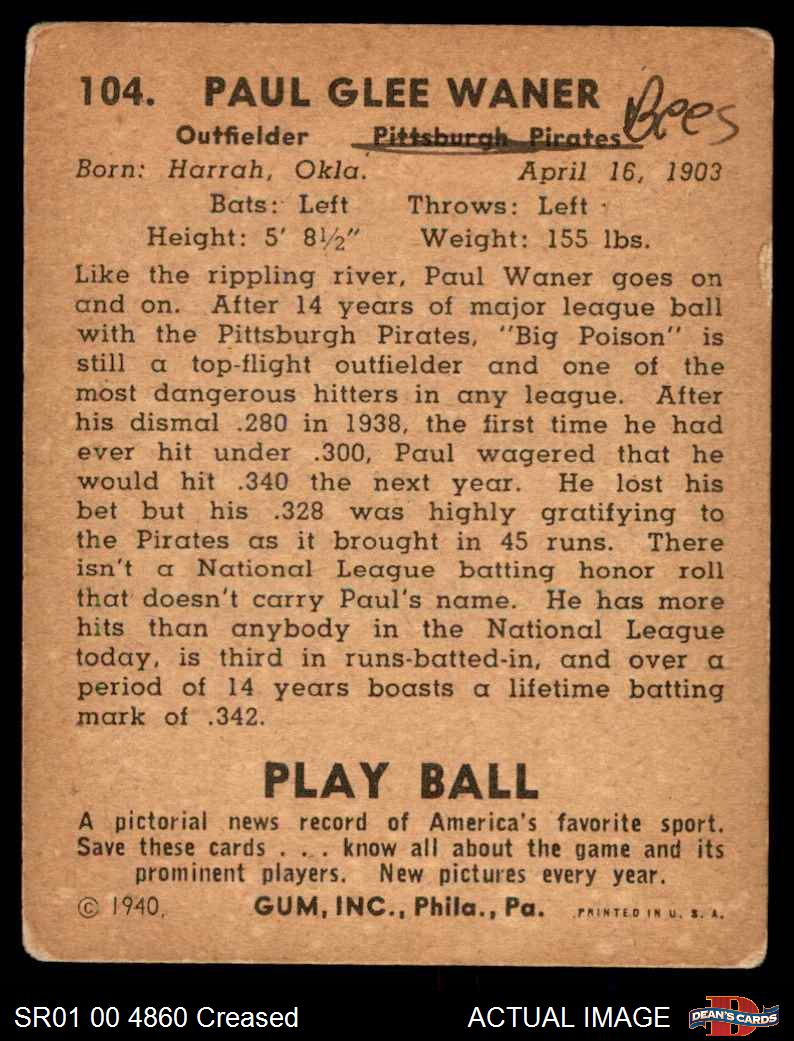 104. PAUL GLEE WANER
Outfielder Pittsburgh Pirates Bees
Born: Harrah, Okla. April 16, 1903
Bats: Left Throws: Left
Height: 5' 8½" Weight: 155 lbs.
Like the rippling river, Paul Waner goes on
and on. After 14 years of major league ball
with the Pittsburgh Pirates, "Big Poison" is
still a top-flight outfielder and one of the
most dangerous hitters in any league. After
his dismal .280 in 1938, the first time he had
ever hit under .300, Paul wagered that he
would hit .340 the next year. He lost his
bet but his .328 was highly gratifying to
the Pirates as it brought in 45 runs. There
isn't a National League batting honor roll
that doesn't carry Paul's name. He has more
hits than anybody in the National League
today, is third in runs-batted-in, and over a
period of 14 years boasts a lifetime batting
mark of .342.
PLAY BALL
A pictorial news record of America's favorite sport.
Save these cards . . . know all about the game and its
prominent players. New pictures every year.
© 1940, GUM, INC., Phila., Pa. PRINTED IN U. S. A.
SR01 00 4860 Creased ACTUAL IMAGE D DEAN'S CARDS